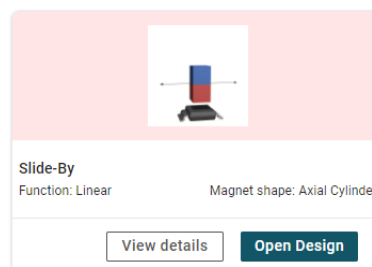 Slide-By
Function: Linear Magnet shape: Axial Cylinde
View details Open Design